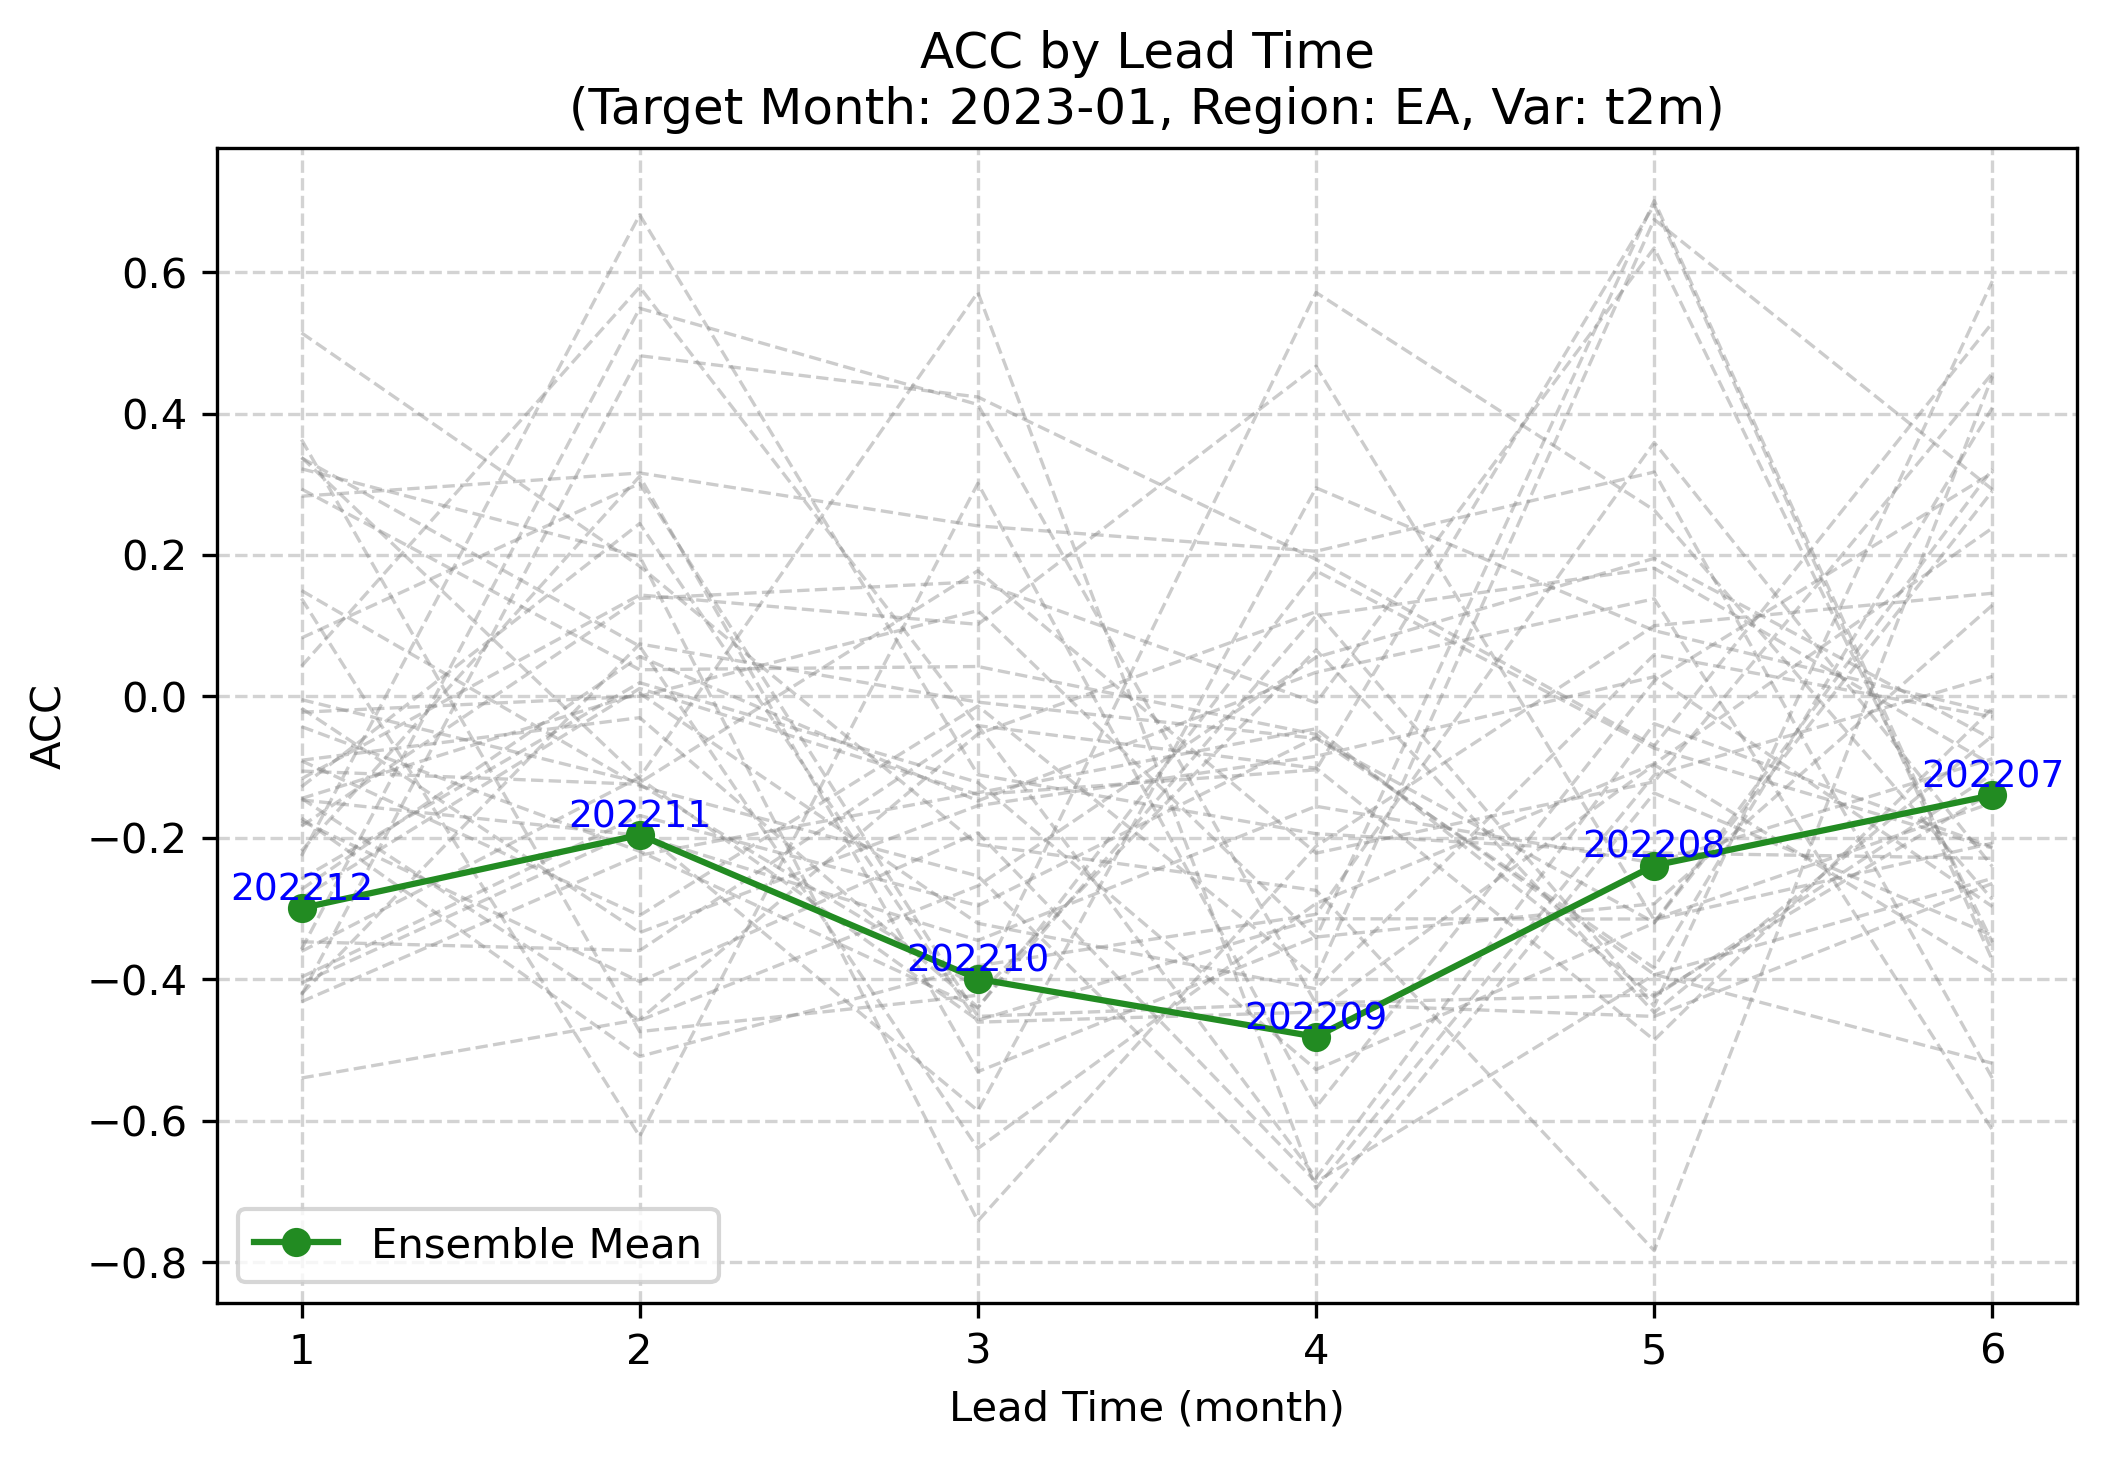 ACC by Lead Time
(Target Month: 2023-01, Region: EA, Var: t2m)
ACC
0.6
0.4
0.2
0.0
−0.2
−0.4
−0.6
−0.8
202212
202211
202210
202209
202208
202207
Ensemble Mean
1 2 3 4 5 6
Lead Time (month)